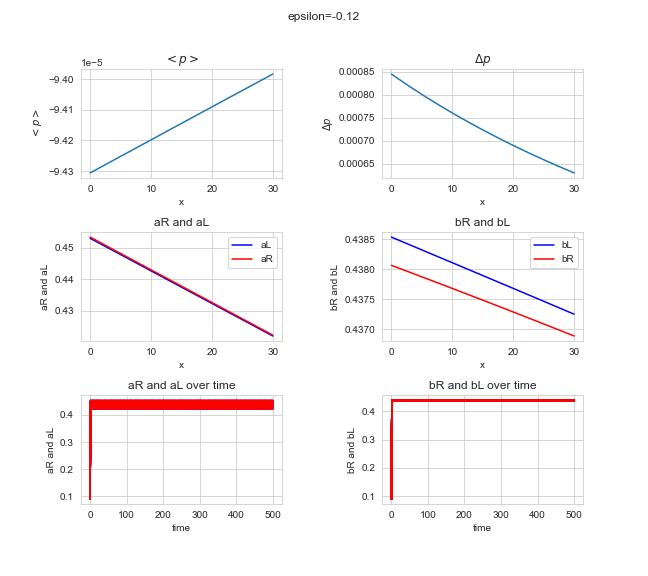 epsilon=-0.12
<p>
1e−5
−9.40
−9.41
−9.42
−9.43
<p>
0 10 20 30
x
Δp
0.00085
0.00080
0.00075
0.00070
0.00065
Δp
0 10 20 30
x
aR and aL
0.45
0.44
0.43
aR and aL
aL
aR
0 10 20 30
x
bR and bL
0.4385
0.4380
0.4375
0.4370
bR and bL
bL
bR
0 10 20 30
x
aR and aL over time
0.4
0.3
0.2
0.1
aR and aL
0 100 200 300 400 500
time
bR and bL over time
0.4
0.3
0.2
0.1
bR and bL
0 100 200 300 400 500
time